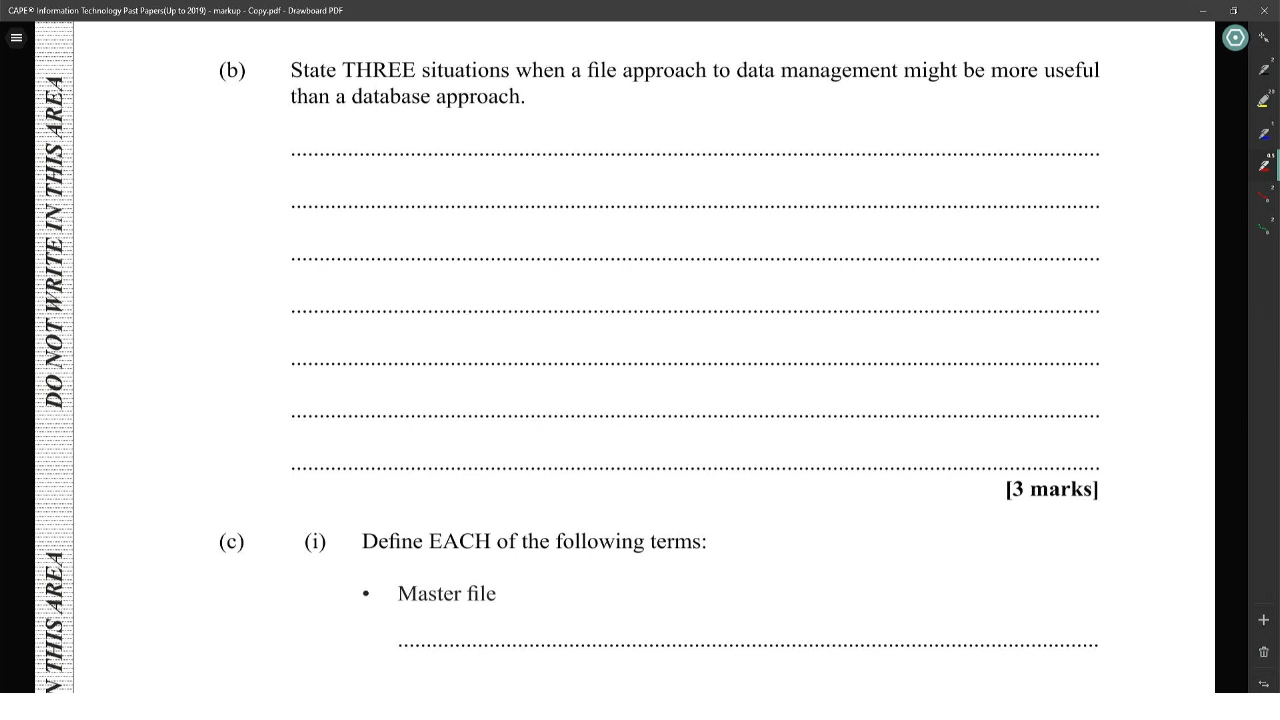 CAPE® Information Technology Past Papers(Up to 2019) - markup - Copy.pdf - Drawboard PDF
(b) State THREE situations when a file approach to data management might be more useful
than a database approach.
[3 marks]
(c) (i) Define EACH of the following terms:
• Master file
DO NOT WRITE IN THIS AREA
N THIS AREA